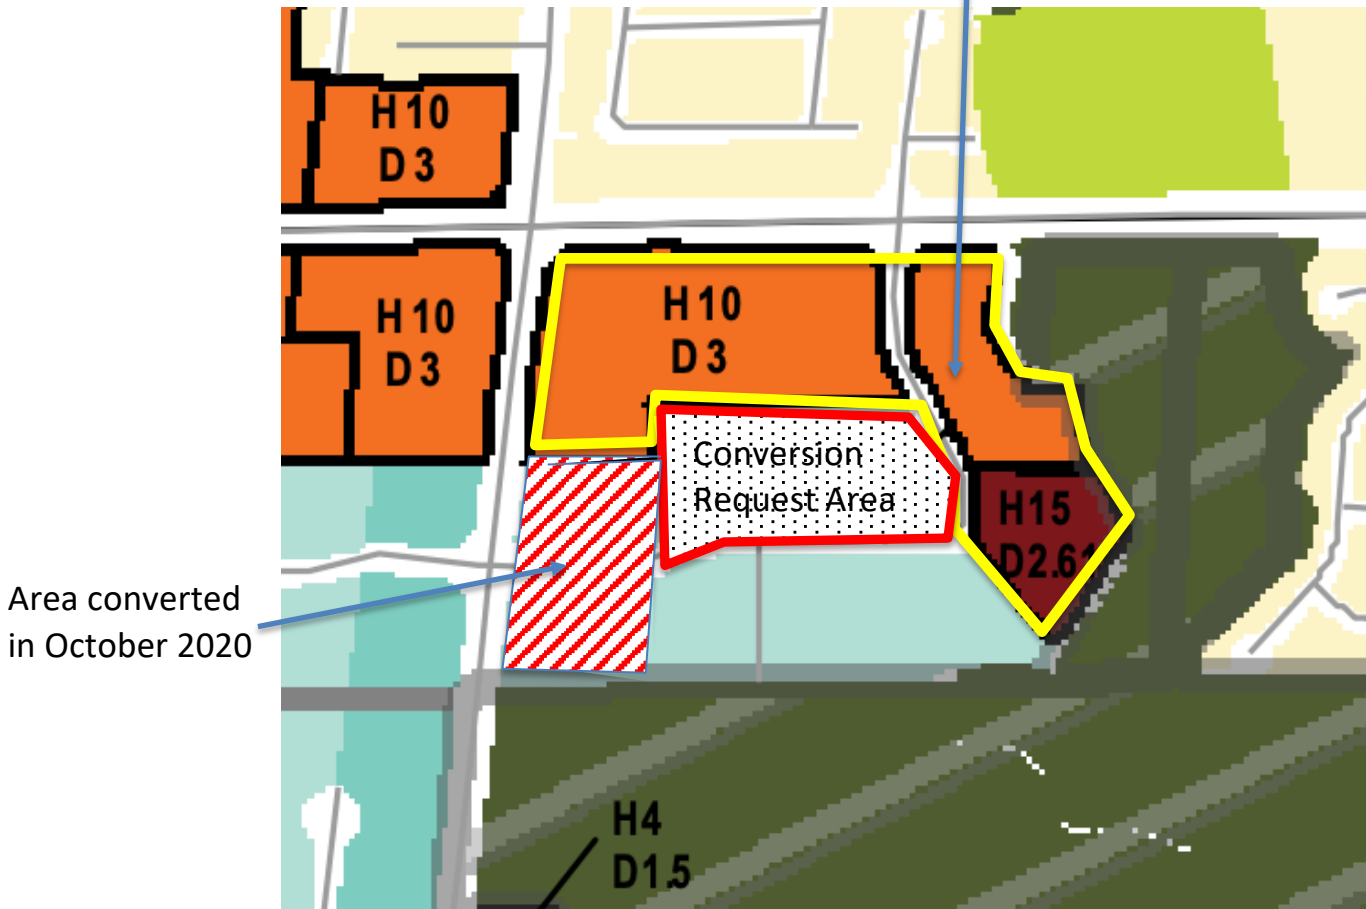 H10
D3
H10
D3
H10
D3
Conversion
Request Area
H15
D2.61
Area converted
in October 2020
H4
D1.5